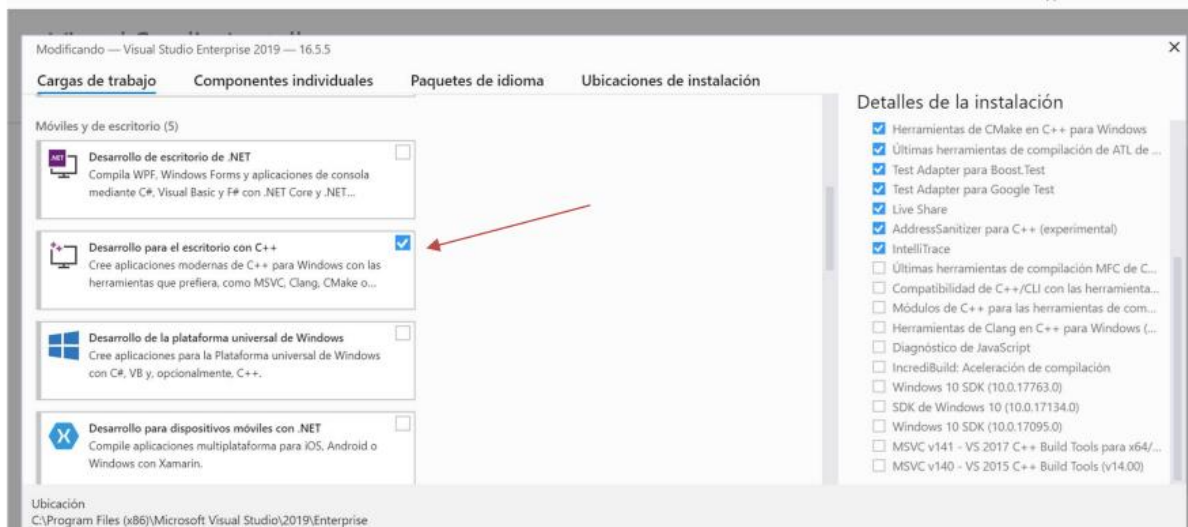 Modificando — Visual Studio Enterprise 2019 — 16.5.5
Cargas de trabajo Componentes individuales Paquetes de idioma Ubicaciones de instalación
Móviles y de escritorio (5)
.NET
Desarrollo de escritorio de .NET
Compila WPF, Windows Forms y aplicaciones de consola
mediante C#, Visual Basic y F# con .NET Core y .NET...
Desarrollo para el escritorio con C++
Cree aplicaciones modernas de C++ para Windows con las
herramientas que prefiera, como MSVC, Clang, CMake o...
Desarrollo de la plataforma universal de Windows
Cree aplicaciones para la Plataforma universal de Windows
con C#, VB y, opcionalmente, C++.
Desarrollo para dispositivos móviles con .NET
Compile aplicaciones multiplataforma para iOS, Android o
Windows con Xamarin.
Detalles de la instalación
Herramientas de CMake en C++ para Windows
Últimas herramientas de compilación de ATL de ...
Test Adapter para Boost.Test
Test Adapter para Google Test
Live Share
AddressSanitizer para C++ (experimental)
IntelliTrace
Últimas herramientas de compilación MFC de C...
Compatibilidad de C++/CLI con las herramienta...
Módulos de C++ para las herramientas de com...
Herramientas de Clang en C++ para Windows (...
Diagnóstico de JavaScript
IncrediBuild: Aceleración de compilación
Windows 10 SDK (10.0.17763.0)
SDK de Windows 10 (10.0.17134.0)
Windows 10 SDK (10.0.17095.0)
MSVC v141 - VS 2017 C++ Build Tools para x64/...
MSVC v140 - VS 2015 C++ Build Tools (v14.00)
Ubicación
C:\Program Files (x86)\Microsoft Visual Studio\2019\Enterprise